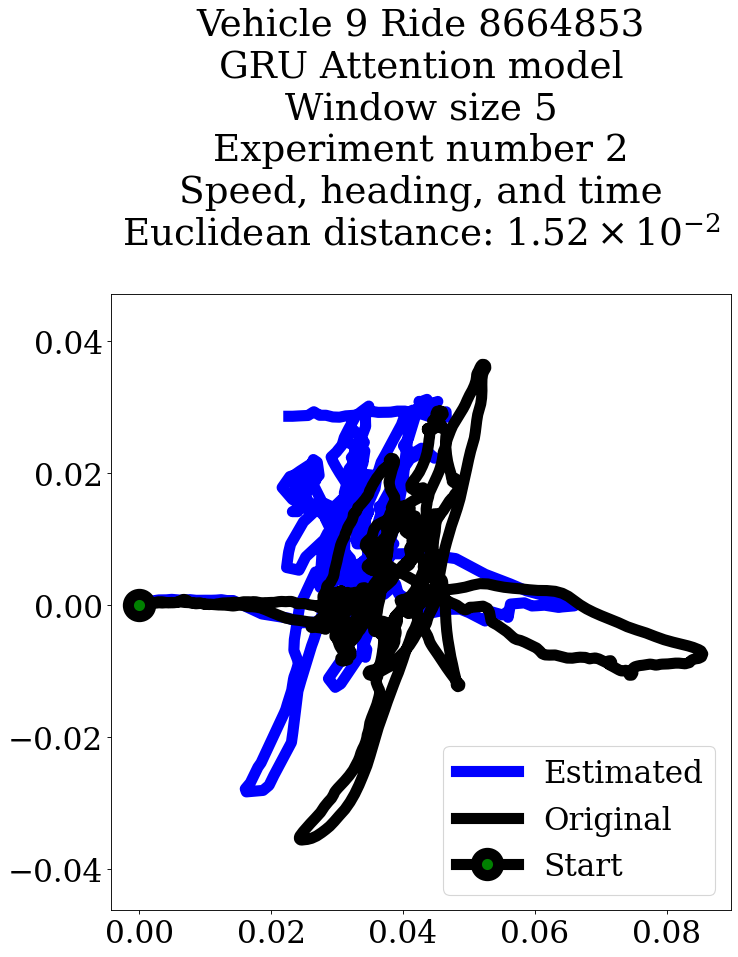 Vehicle 9 Ride 8664853
GRU Attention model
Window size 5
Experiment number 2
Speed, heading, and time
Euclidean distance: 1.52 × 10⁻²
0.04
0.02
0.00
−0.02
−0.04
Estimated
Original
Start
0.00 0.02 0.04 0.06 0.08